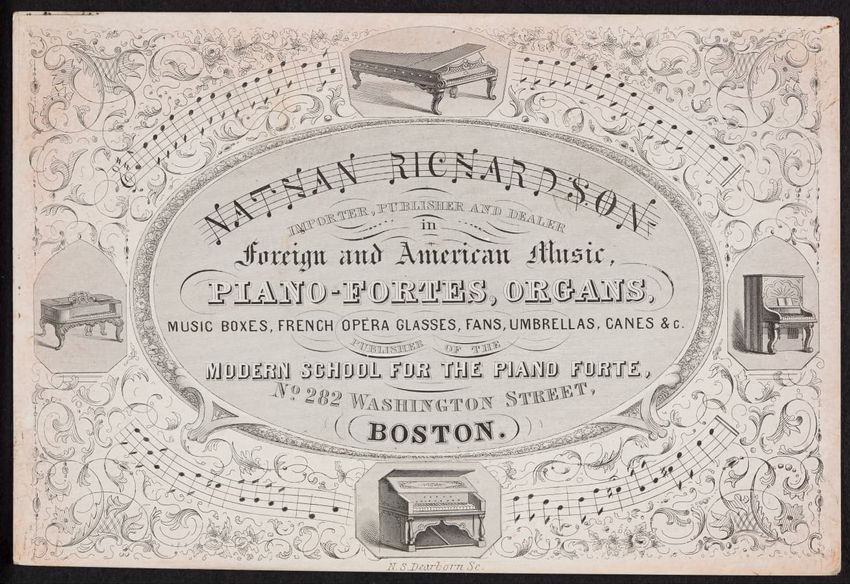 NATHAN RICHARDSON.
IMPORTER, PUBLISHER AND DEALER
in
Foreign and American Music,
PIANO-FORTES, ORGANS,
MUSIC BOXES, FRENCH OPERA GLASSES, FANS, UMBRELLAS, CANES & C.
PUBLISHER OF THE
MODERN SCHOOL FOR THE PIANO FORTE,
No. 282 WASHINGTON STREET,
BOSTON.
N. S. Dearborn Sc.